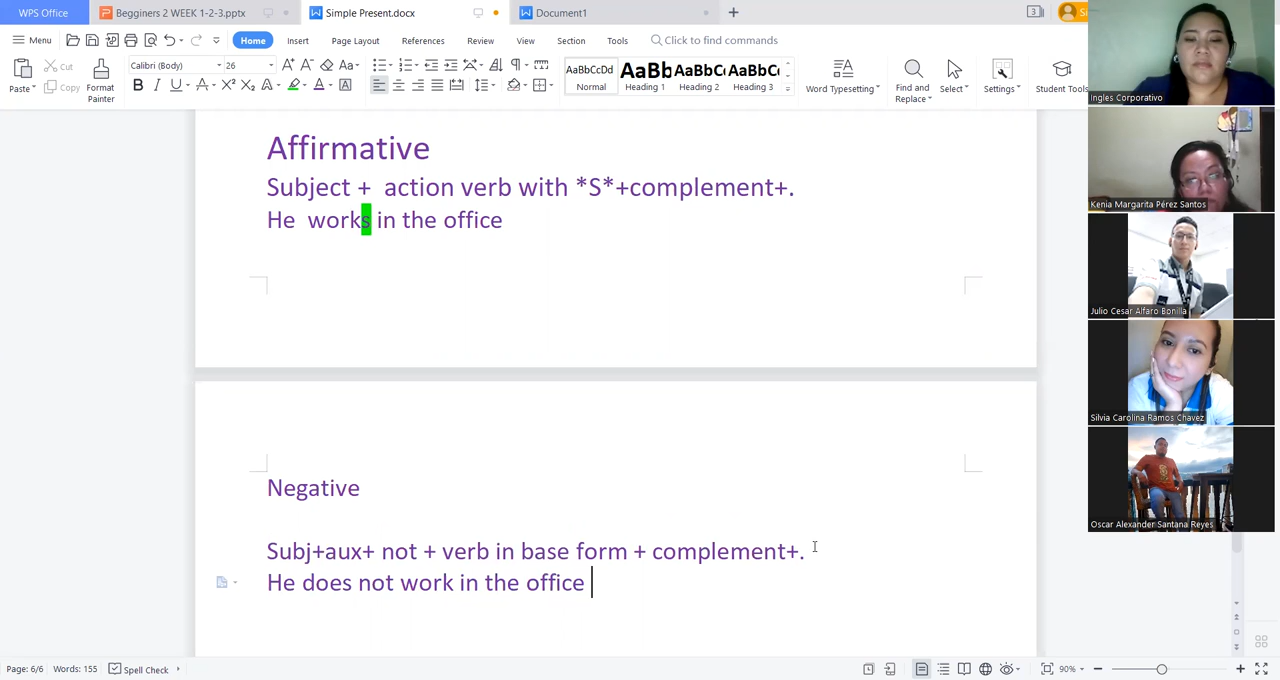 WPS Office
Begginers 2 WEEK 1-2-3.pptx
Simple Present.docx
Document1
3
Menu
Home
Insert
Page Layout
References
Review
View
Section
Tools
Click to find commands
Paste
Cut
Copy
Format Painter
Calibri (Body)
26
B I U
AaBbCcDd
Normal
AaBb
Heading 1
AaBbC
Heading 2
AaBbC
Heading 3
Word Typesetting
Find and Replace
Select
Settings
Student Tools
Affirmative
Subject + action verb with *S*+complement+.
He works in the office
Negative
Subj+aux+ not + verb in base form + complement+.
He does not work in the office
Ingles Corporativo
Kenia Margarita Pérez Santos
Julio Cesar Alfaro Bonilla
Silvia Carolina Ramos Chavez
Oscar Alexander Santana Reyes
Page: 6/6
Words: 155
Spell Check
90%